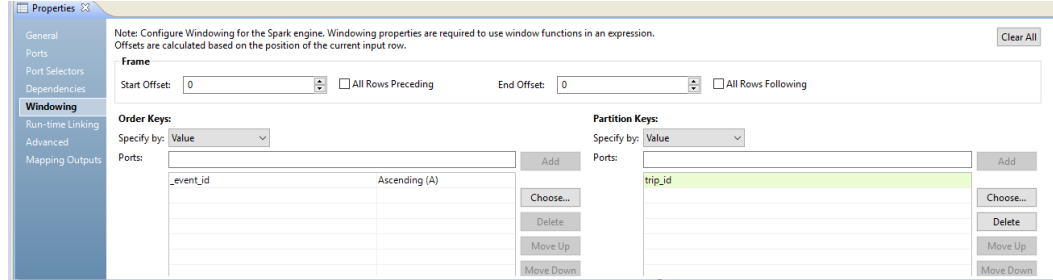 Properties
General
Ports
Port Selectors
Dependencies
Windowing
Run-time Linking
Advanced
Mapping Outputs
Note: Configure Windowing for the Spark engine. Windowing properties are required to use window functions in an expression.
Offsets are calculated based on the position of the current input row.
Clear All
Frame
Start Offset: 0 All Rows Preceding End Offset: 0 All Rows Following
Order Keys: Partition Keys:
Specify by: Value Specify by: Value
Ports: Add Ports: Add
_event_id Ascending (A) trip_id
Choose... Choose...
Delete Delete
Move Up Move Up
Move Down Move Down